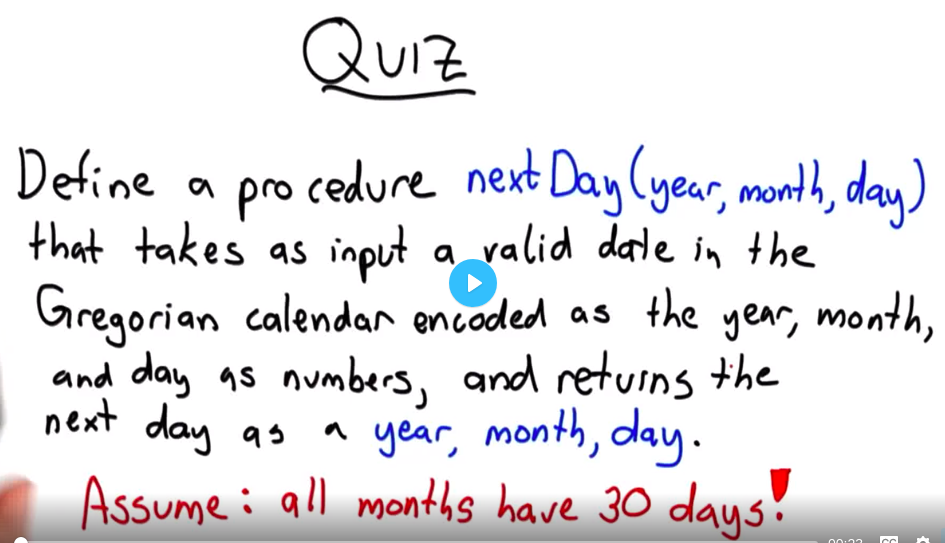 QUIZ
Define a procedure nextDay(year, month, day)
that takes as input a valid date in the
Gregorian calendar encoded as the year, month,
and day as numbers, and returns the
next day as a year, month, day.
Assume: all months have 30 days!
CC